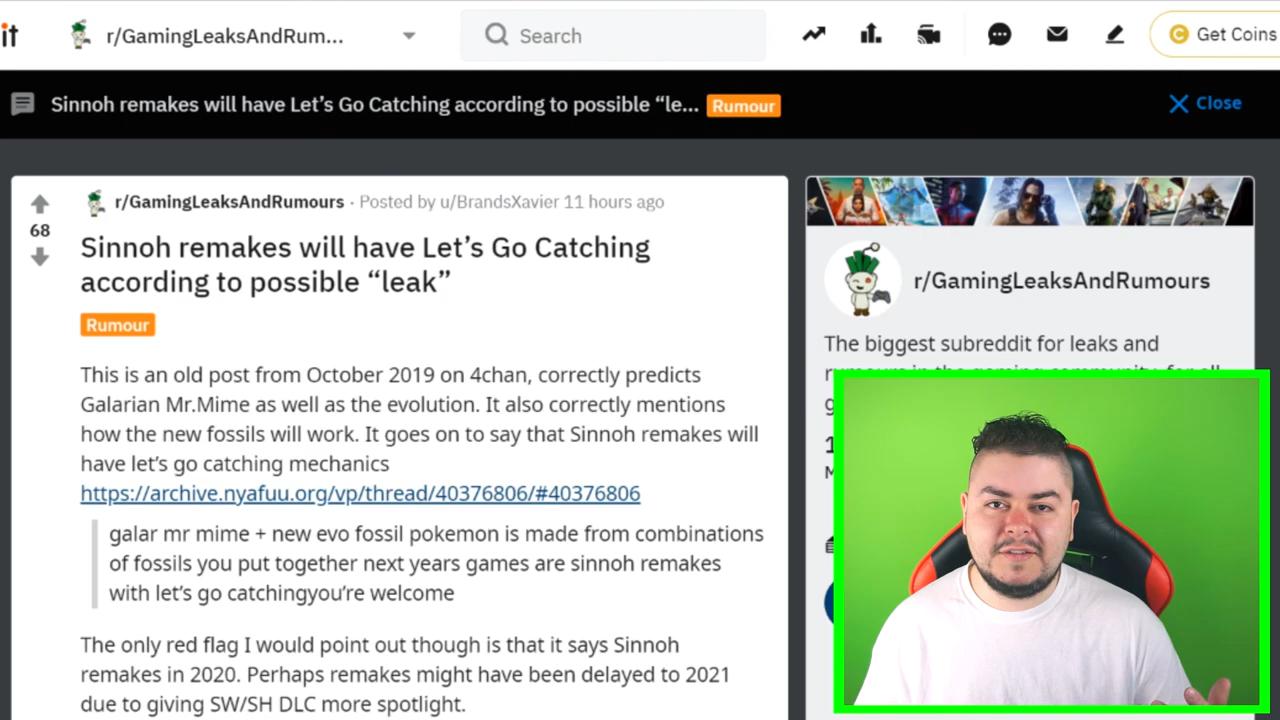 it
r/GamingLeaksAndRum...
Search
Get Coins
Sinnoh remakes will have Let’s Go Catching according to possible “le...
Rumour
Close
r/GamingLeaksAndRumours · Posted by u/BrandsXavier 11 hours ago
68
Sinnoh remakes will have Let’s Go Catching
according to possible “leak”
Rumour
This is an old post from October 2019 on 4chan, correctly predicts
Galarian Mr.Mime as well as the evolution. It also correctly mentions
how the new fossils will work. It goes on to say that Sinnoh remakes will
have let’s go catching mechanics
https://archive.nyafuu.org/vp/thread/40376806/#40376806
galar mr mime + new evo fossil pokemon is made from combinations
of fossils you put together next years games are sinnoh remakes
with let’s go catchingyou’re welcome
The only red flag I would point out though is that it says Sinnoh
remakes in 2020. Perhaps remakes might have been delayed to 2021
due to giving SW/SH DLC more spotlight.
r/GamingLeaksAndRumours
The biggest subreddit for leaks and
rumours in the gaming community, for all